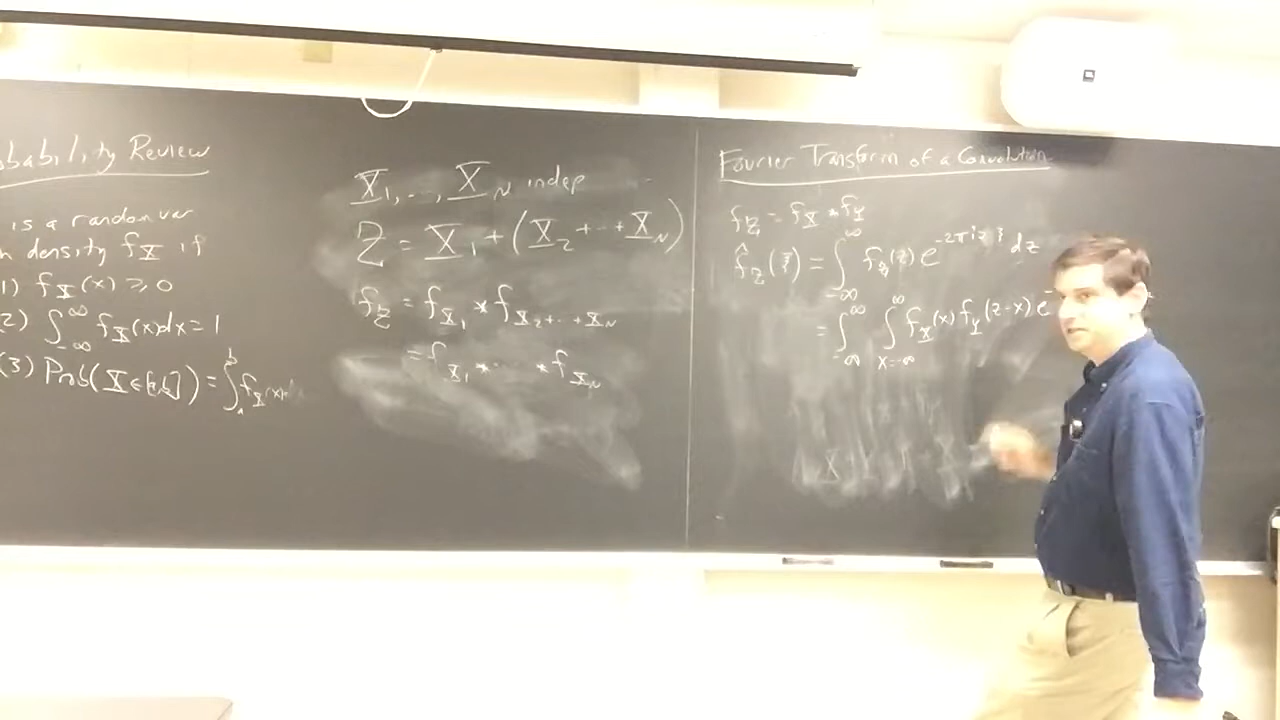 obability Review
is a random var
density f_X if
1) f_X(x) ≥ 0
2) ∫_{-∞}^{∞} f_X(x)dx = 1
(3) Prob(X ∈ [a,b]) = ∫_a^b f_X(x)
X_1, .., X_N indep
Z = X_1 + (X_2 + ... + X_N)
f_Z = f_{X_1} * f_{X_2+...+X_N}
= f_{X_1} * ... * f_{X_N}
Fourier Transform of a Convolution
f_Z = f_X * f_Y
f̂_Z(ξ) = ∫_{-∞}^{∞} f_Z(z) e^{-2πizξ} dz
= ∫_{-∞}^{∞} ∫_{x=-∞}^{∞} f_X(x) f_Y(z-x) e^-